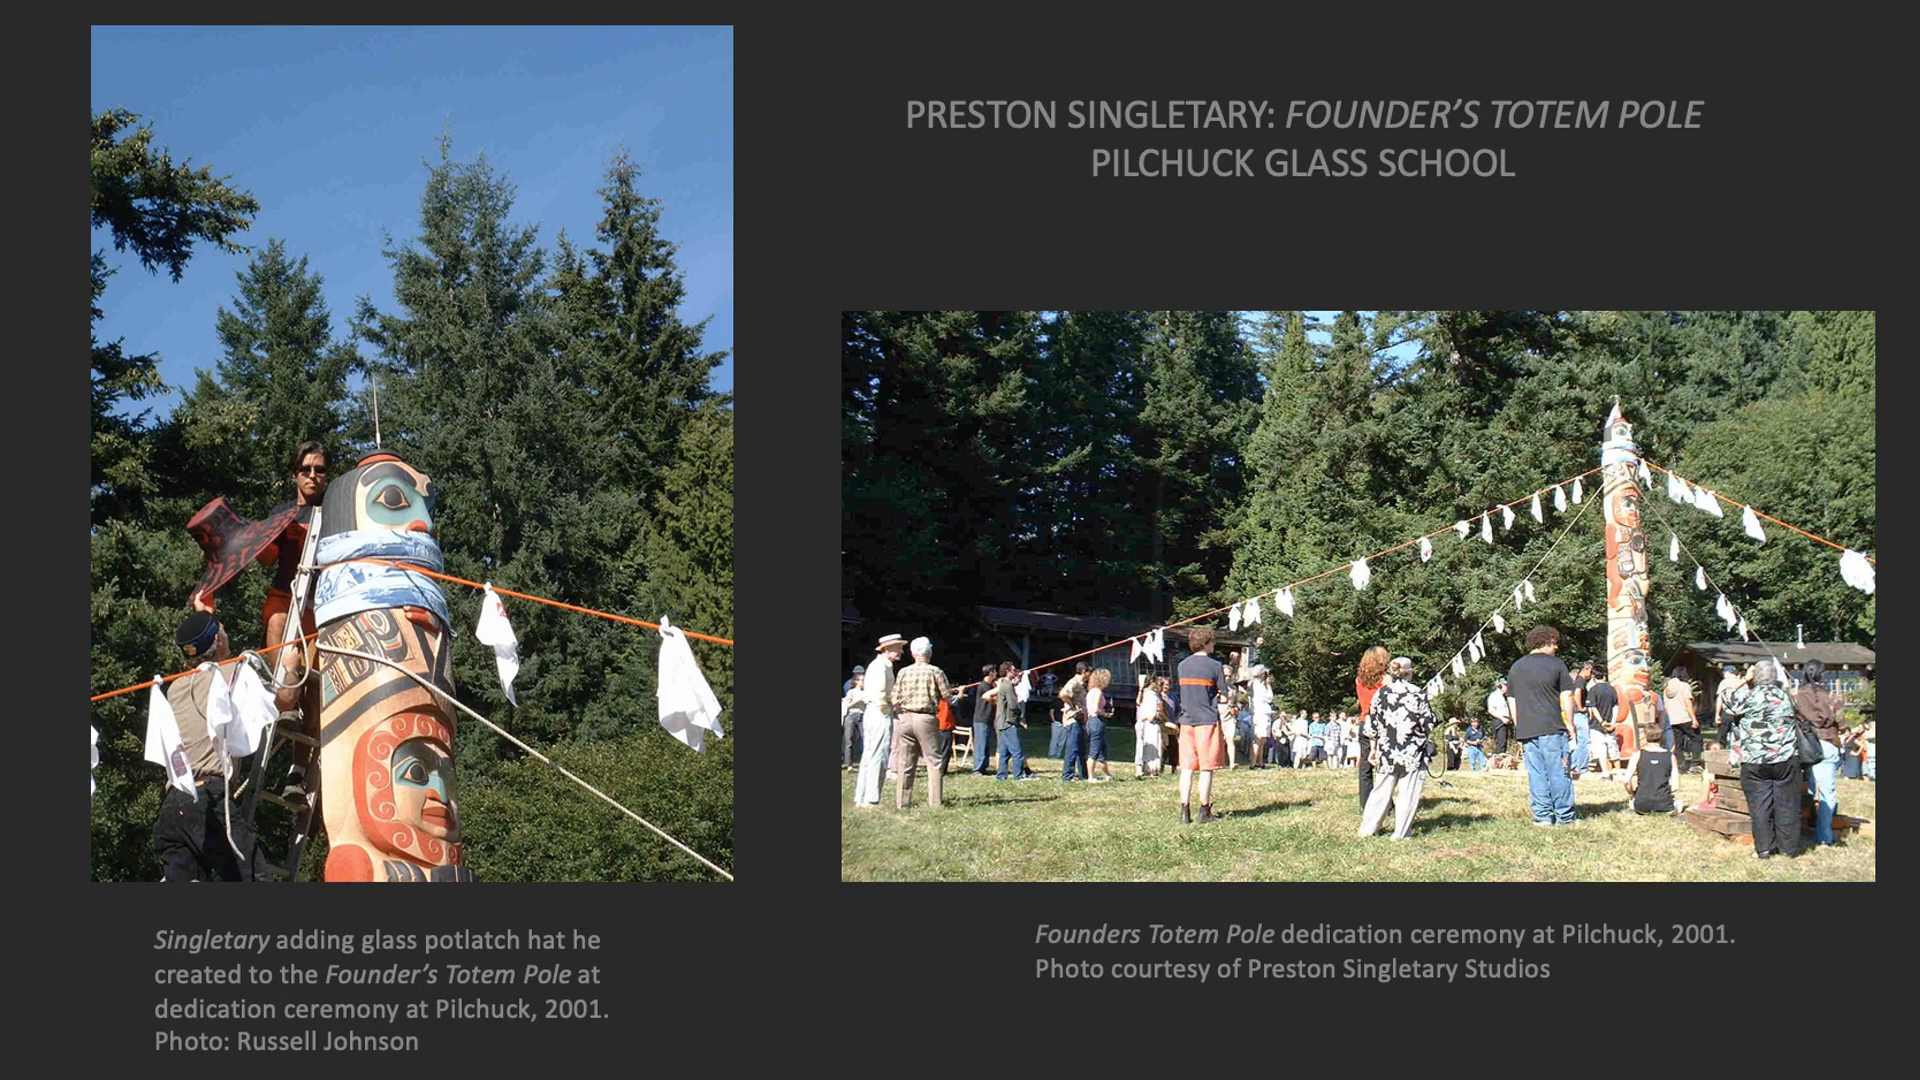 PRESTON SINGLETARY: FOUNDER’S TOTEM POLE
PILCHUCK GLASS SCHOOL
Singletary adding glass potlatch hat he
created to the Founder’s Totem Pole at
dedication ceremony at Pilchuck, 2001.
Photo: Russell Johnson
Founders Totem Pole dedication ceremony at Pilchuck, 2001.
Photo courtesy of Preston Singletary Studios